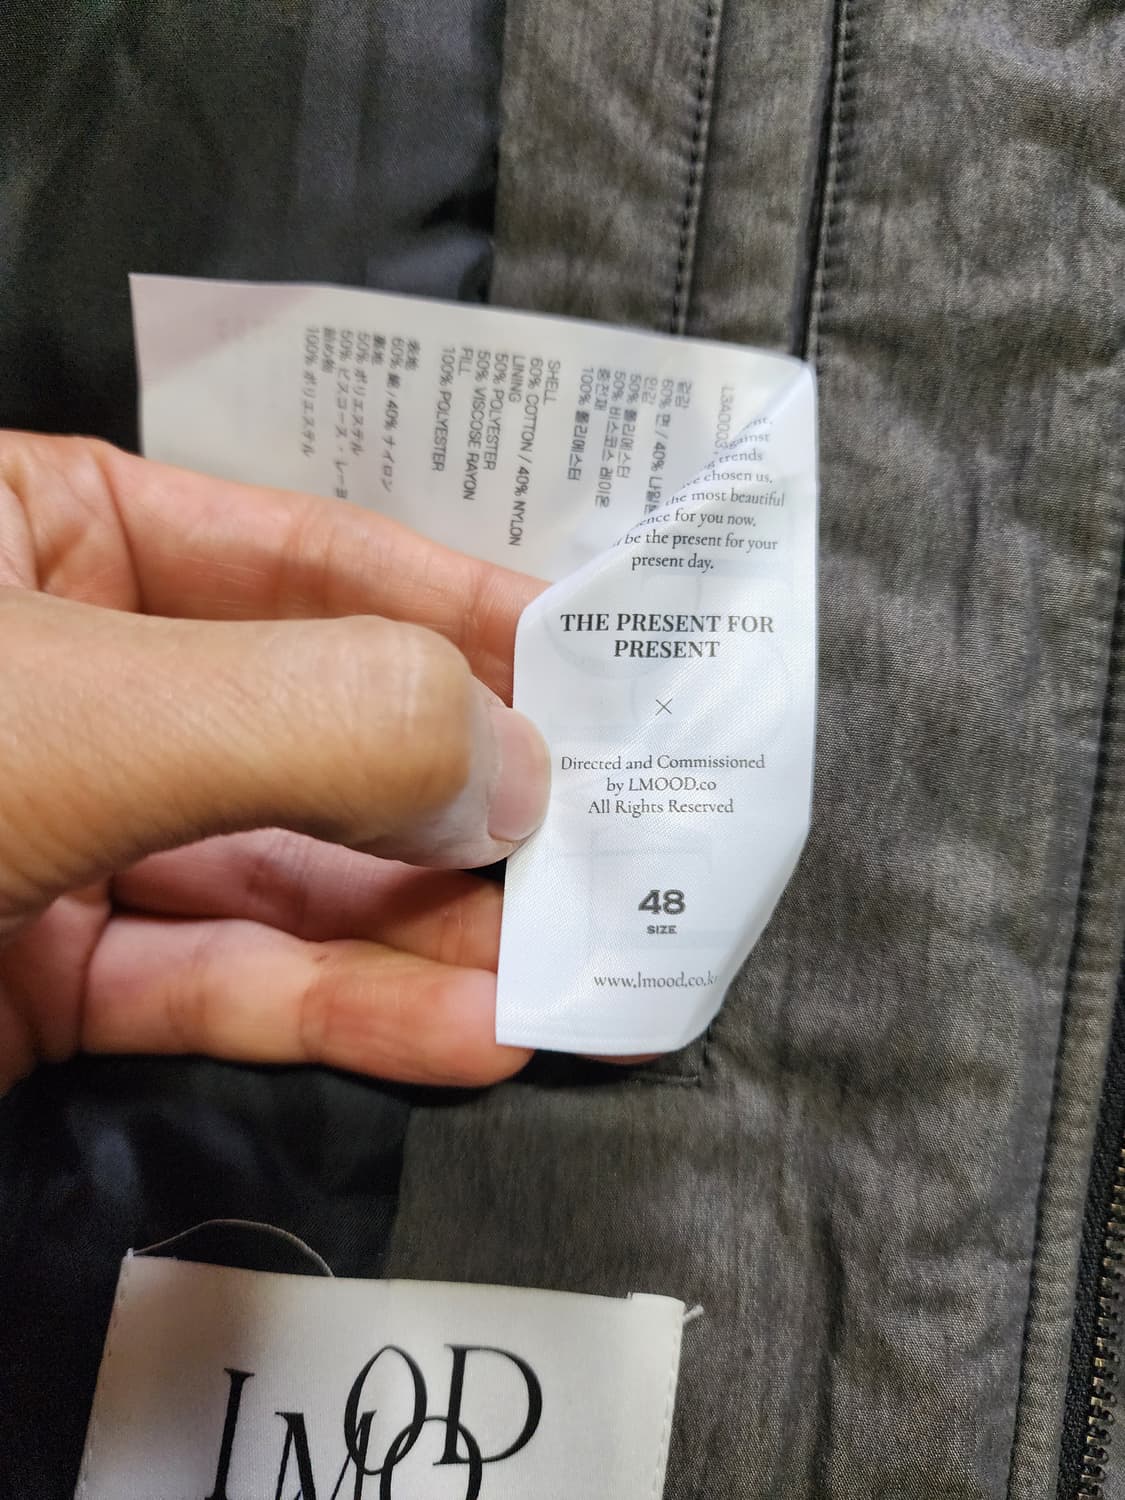 gainst
trends
chosen us,
the most beautiful
for you now.
be the present for your
present day.
THE PRESENT FOR
PRESENT
×
Directed and Commissioned
by LMOOD.co
All Rights Reserved
48
SIZE
www.lmood.co.k
겉감
60% 면 / 40% 나일론
안감
50% 폴리에스터
50% 비스코스 레이온
충전재
100% 폴리에스터
SHELL
60% COTTON / 40% NYLON
LINING
50% POLYESTER
50% VISCOSE RAYON
FILL
100% POLYESTER
表地
60% 綿 / 40% ナイロン
裏地
50% ポリエステル
50% ビスコース・レーヨ
詰め物
100% ポリエステル
LMOOD